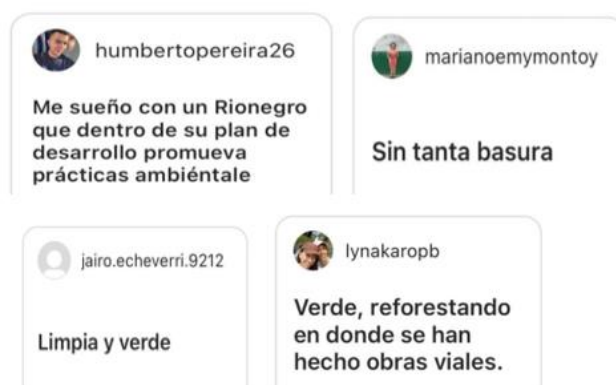 humbertopereira26
Me sueño con un Rionegro
que dentro de su plan de
desarrollo promueva
prácticas ambiéntale
marianoemymontoy
Sin tanta basura
jairo.echeverri.9212
Limpia y verde
lynakaropb
Verde, reforestando
en donde se han
hecho obras viales.